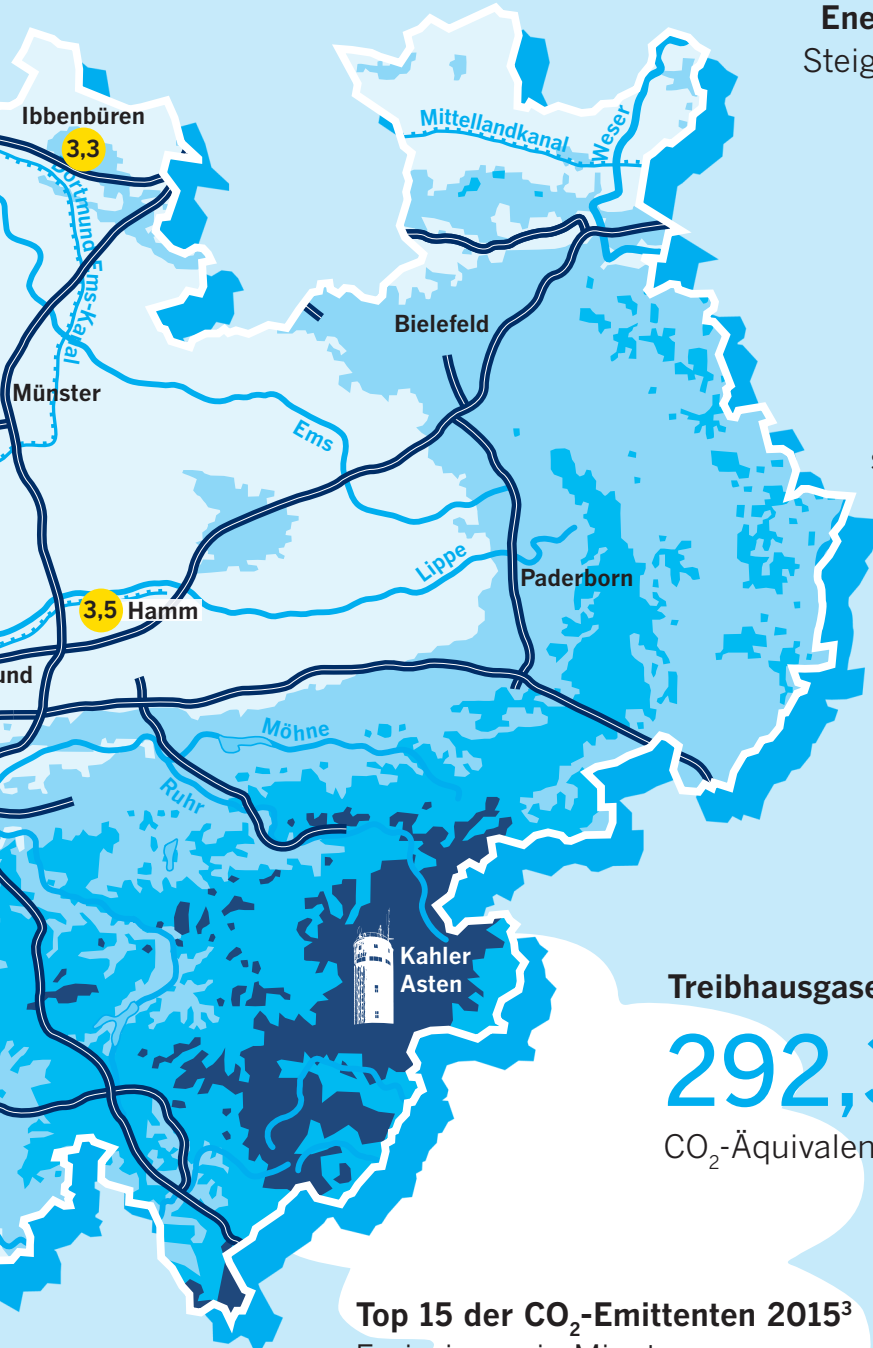 Ene
Steig
Ibbenbüren
3,3
Mittellandkanal
Weser
Dortmund-Ems-Kanal
Bielefeld
Münster
Ems
Lippe
Paderborn
3,5 Hamm
und
Möhne
Ruhr
Kahler
Asten
Treibhausgase
292,3
CO₂-Äquivalen
Top 15 der CO₂-Emittenten 2015³